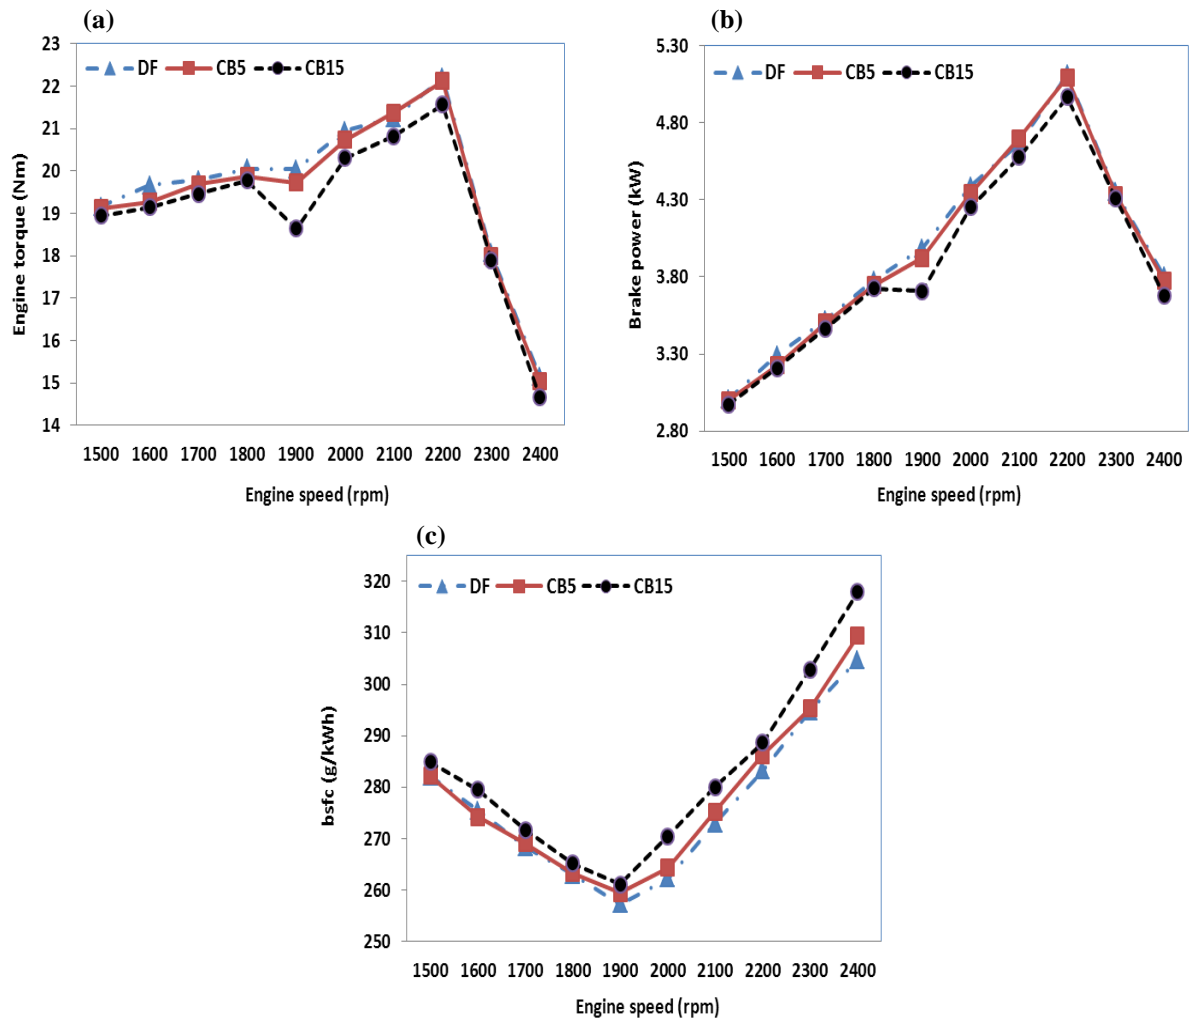 (a)
23
22
21
20
19
18
17
16
15
14
Engine torque (Nm)
DF CB5 CB15
1500 1600 1700 1800 1900 2000 2100 2200 2300 2400
Engine speed (rpm)
(b)
5.30
4.80
4.30
3.80
3.30
2.80
Brake power (kW)
DF CB5 CB15
1500 1600 1700 1800 1900 2000 2100 2200 2300 2400
Engine speed (rpm)
(c)
320
310
300
290
280
270
260
250
bsfc (g/kWh)
DF CB5 CB15
1500 1600 1700 1800 1900 2000 2100 2200 2300 2400
Engine speed (rpm)